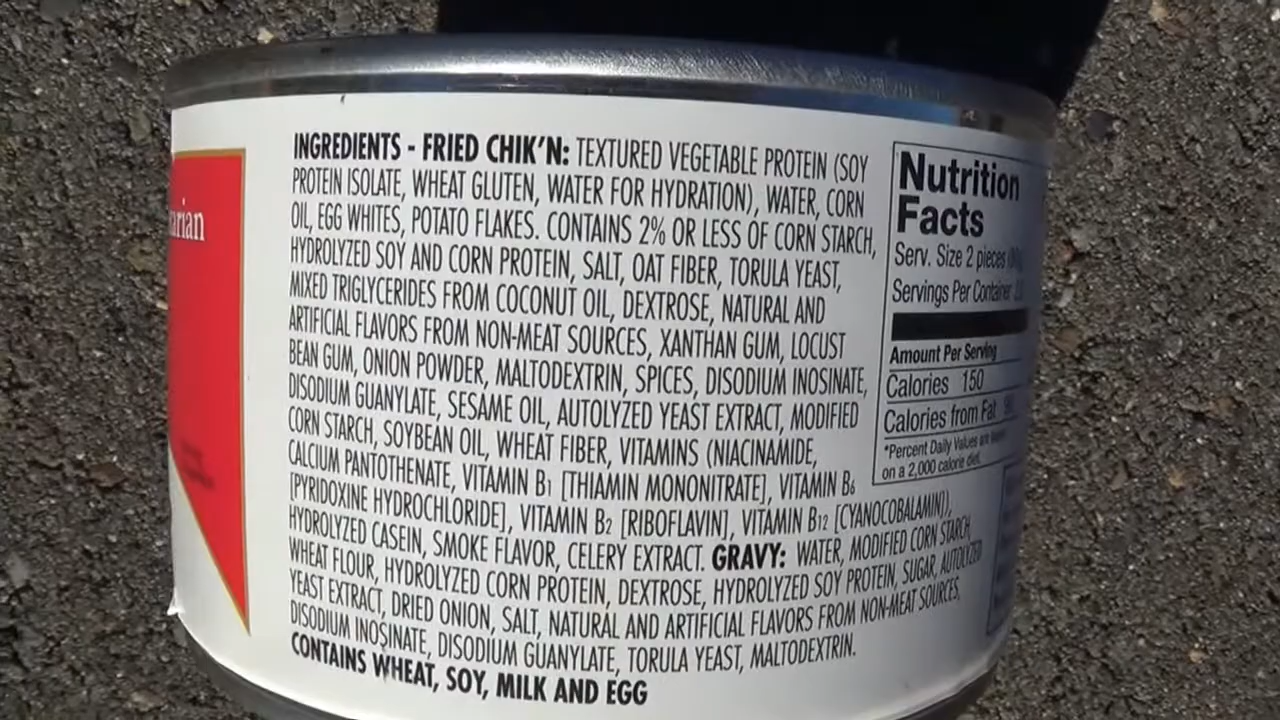 arian
INGREDIENTS - FRIED CHIK'N: TEXTURED VEGETABLE PROTEIN (SOY
PROTEIN ISOLATE, WHEAT GLUTEN, WATER FOR HYDRATION), WATER, CORN
OIL, EGG WHITES, POTATO FLAKES. CONTAINS 2% OR LESS OF CORN STARCH,
HYDROLYZED SOY AND CORN PROTEIN, SALT, OAT FIBER, TORULA YEAST,
MIXED TRIGLYCERIDES FROM COCONUT OIL, DEXTROSE, NATURAL AND
ARTIFICIAL FLAVORS FROM NON-MEAT SOURCES, XANTHAN GUM, LOCUST
BEAN GUM, ONION POWDER, MALTODEXTRIN, SPICES, DISODIUM INOSINATE,
DISODIUM GUANYLATE, SESAME OIL, AUTOLYZED YEAST EXTRACT, MODIFIED
CORN STARCH, SOYBEAN OIL, WHEAT FIBER, VITAMINS (NIACINAMIDE,
CALCIUM PANTOTHENATE, VITAMIN B1 [THIAMIN MONONITRATE], VITAMIN B6
[PYRIDOXINE HYDROCHLORIDE], VITAMIN B2 [RIBOFLAVIN], VITAMIN B12 [CYANOCOBALAMIN]),
HYDROLYZED CASEIN, SMOKE FLAVOR, CELERY EXTRACT. GRAVY: WATER, MODIFIED CORN STARCH,
WHEAT FLOUR, HYDROLYZED CORN PROTEIN, DEXTROSE, HYDROLYZED SOY PROTEIN, SUGAR, AUTOLYZED
YEAST EXTRACT, DRIED ONION, SALT, NATURAL AND ARTIFICIAL FLAVORS FROM NON-MEAT SOURCES,
DISODIUM INOSINATE, DISODIUM GUANYLATE, TORULA YEAST, MALTODEXTRIN.
CONTAINS WHEAT, SOY, MILK AND EGG
Nutrition
Facts
Serv. Size 2 pieces
Servings Per Container
Amount Per Serving
Calories 150
Calories from Fat
*Percent Daily Values are based
on a 2,000 calorie diet.